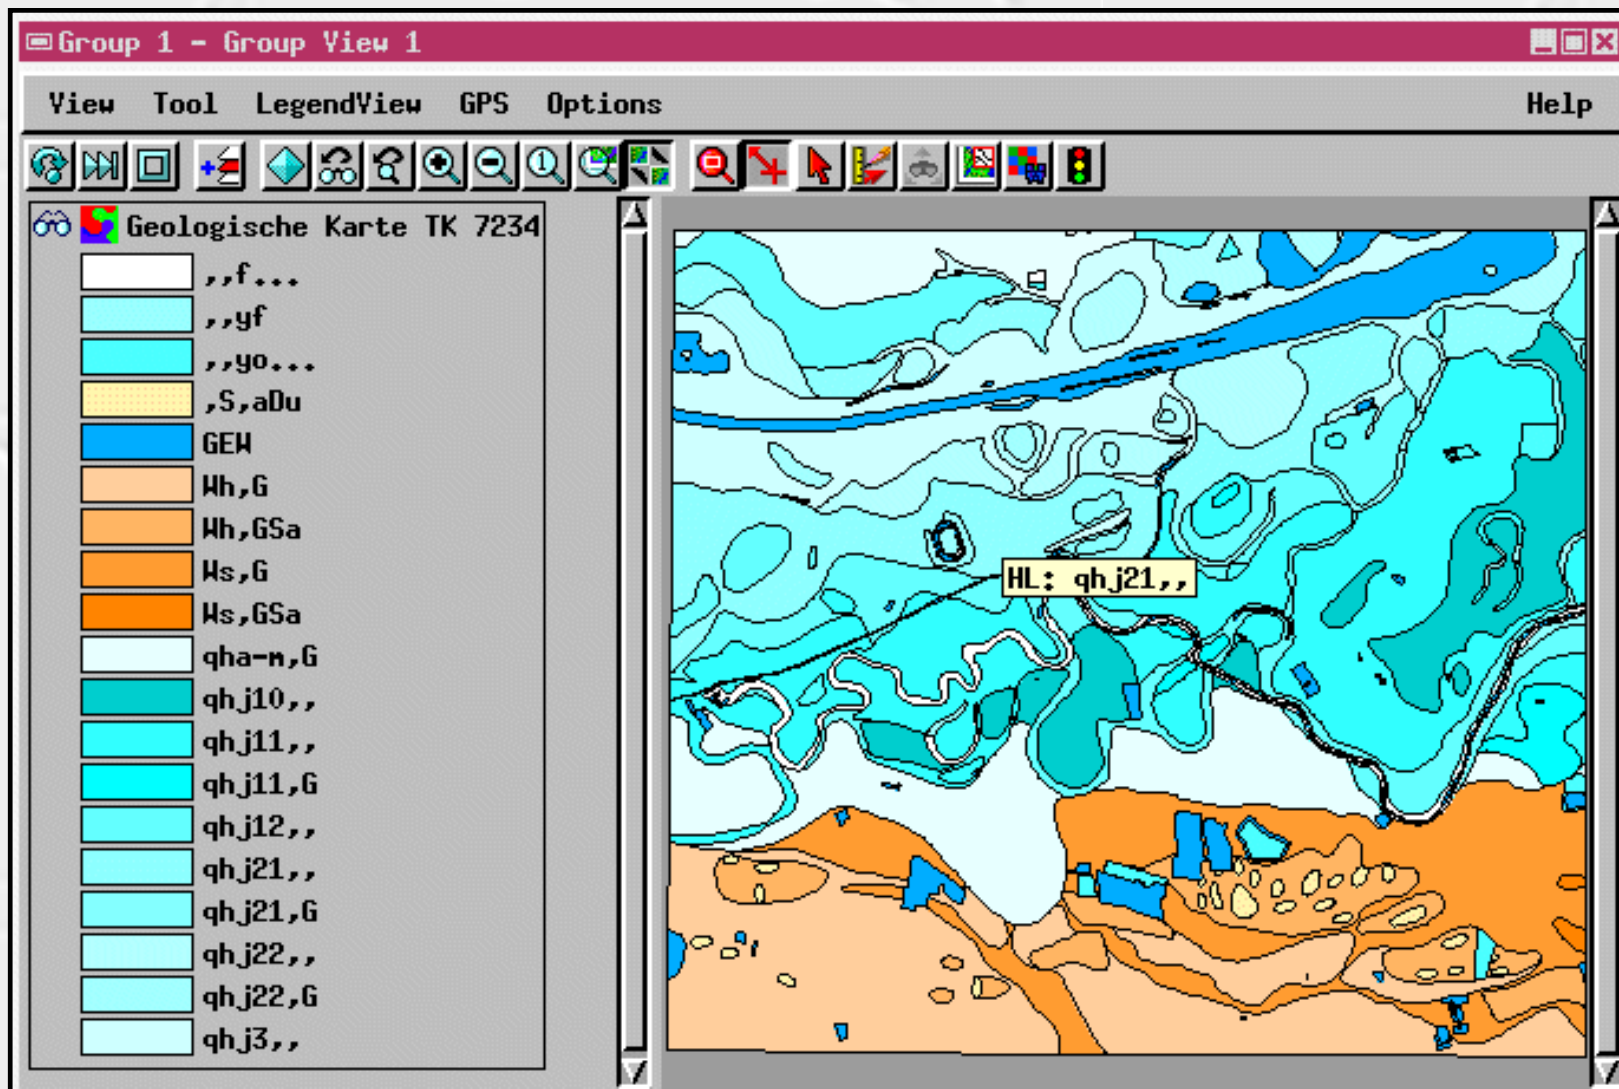 Group 1 - Group View 1
View Tool LegendView GPS Options Help
1
Geologische Karte TK 7234
,,f...
,,yf
,,yo...
,S,aDu
GEW
Wh,G
Wh,GSa
Ws,G
Ws,GSa
qha-m,G
qhj10,,
qhj11,,
qhj11,G
qhj12,,
qhj21,,
qhj21,G
qhj22,,
qhj22,G
qhj3,,
HL: qhj21,,